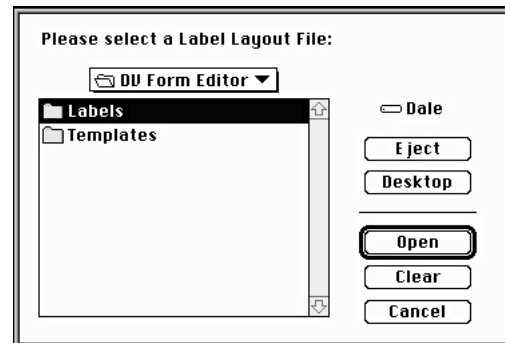 Please select a Label Layout File:
DV Form Editor
Labels
Templates
Dale
Eject
Desktop
Open
Clear
Cancel